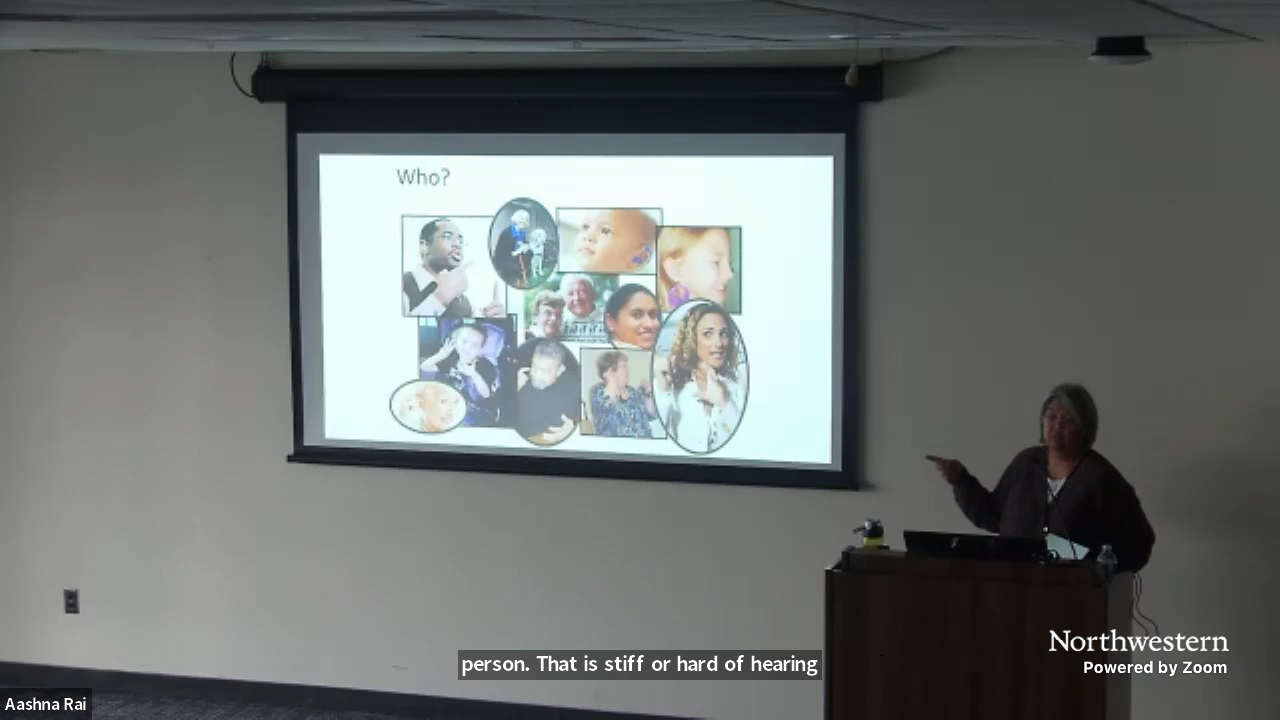 Who?
person. That is stiff or hard of hearing
Northwestern
Powered by Zoom
Aashna Rai